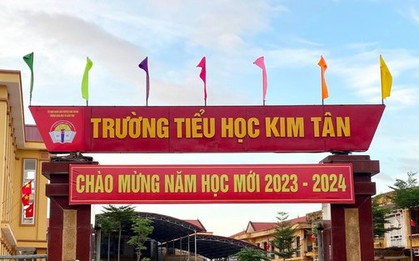 TRƯỜNG TIỂU HỌC KIM TÂN
CHÀO MỪNG NĂM HỌC MỚI 2023 - 2024